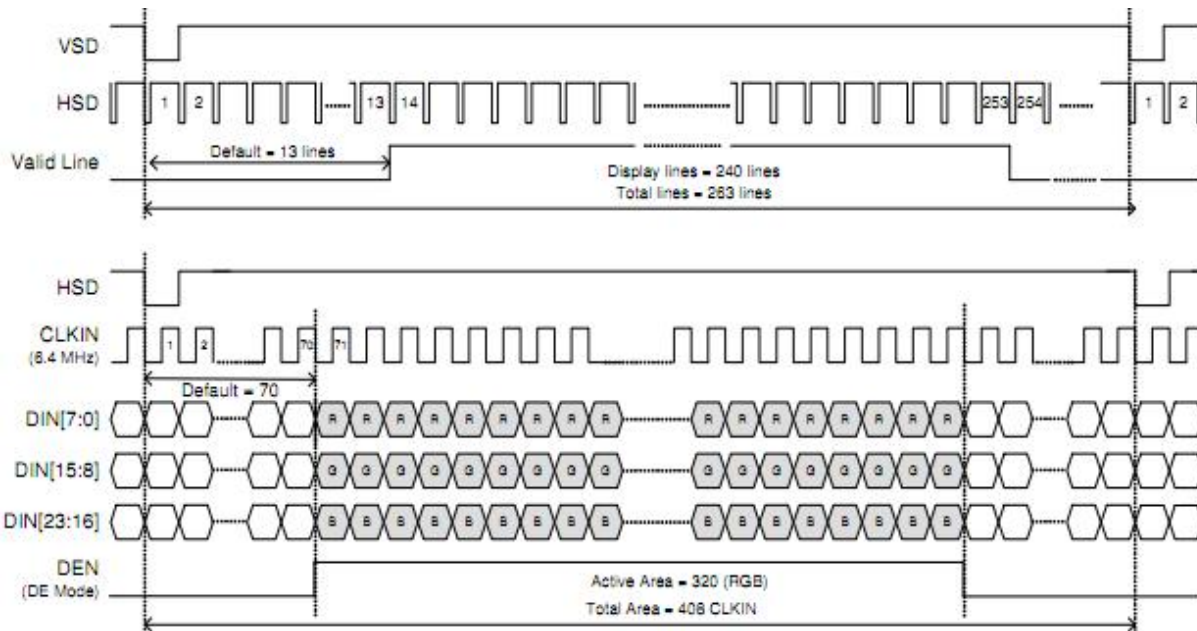 VSD
HSD
1 2 13 14 253 254 1 2
Valid Line
Default = 13 lines
Display lines = 240 lines
Total lines = 263 lines
HSD
CLKIN
(6.4 MHz)
1 2 70 71
Default = 70
DIN[7:0]
R R R R R R R R R R R R R R R R R
DIN[15:8]
G G G G G G G G G G G G G G G G G
DIN[23:16]
B B B B B B B B B B B B B B B B B
DEN
(DE Mode)
Active Area = 320 (RGB)
Total Area = 408 CLKIN